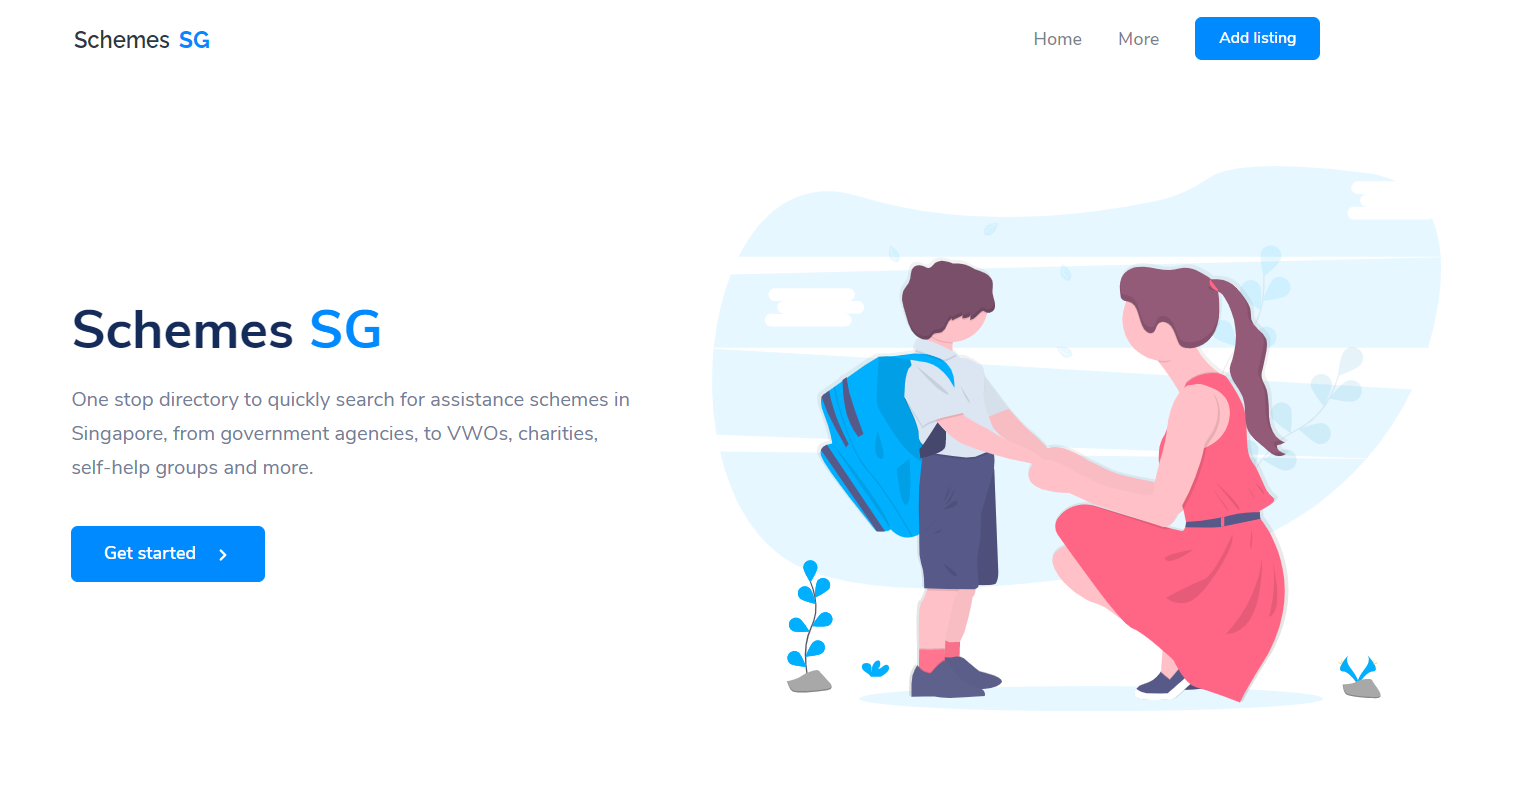 Schemes SG
Home
More
Add listing
Schemes SG
One stop directory to quickly search for assistance schemes in
Singapore, from government agencies, to VWOs, charities,
self-help groups and more.
Get started